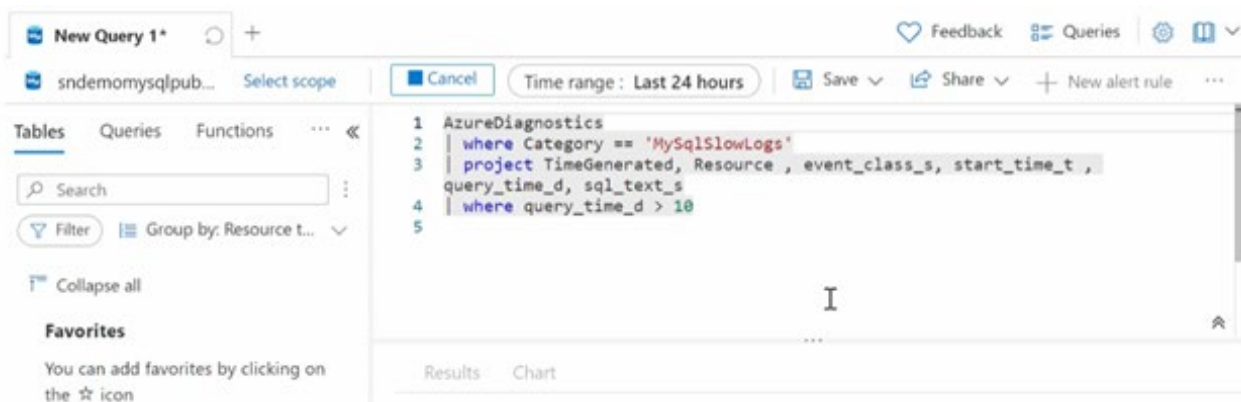 New Query 1*
Feedback
Queries
sndemomysqlpub...
Select scope
Cancel
Time range : Last 24 hours
Save
Share
New alert rule
...
Tables
Queries
Functions
...
Search
Filter
Group by: Resource t...
Collapse all
Favorites
You can add favorites by clicking on
the ☆ icon
1 AzureDiagnostics
2 | where Category == 'MySqlSlowLogs'
3 | project TimeGenerated, Resource , event_class_s, start_time_t ,
query_time_d, sql_text_s
4 | where query_time_d > 10
5
...
Results
Chart